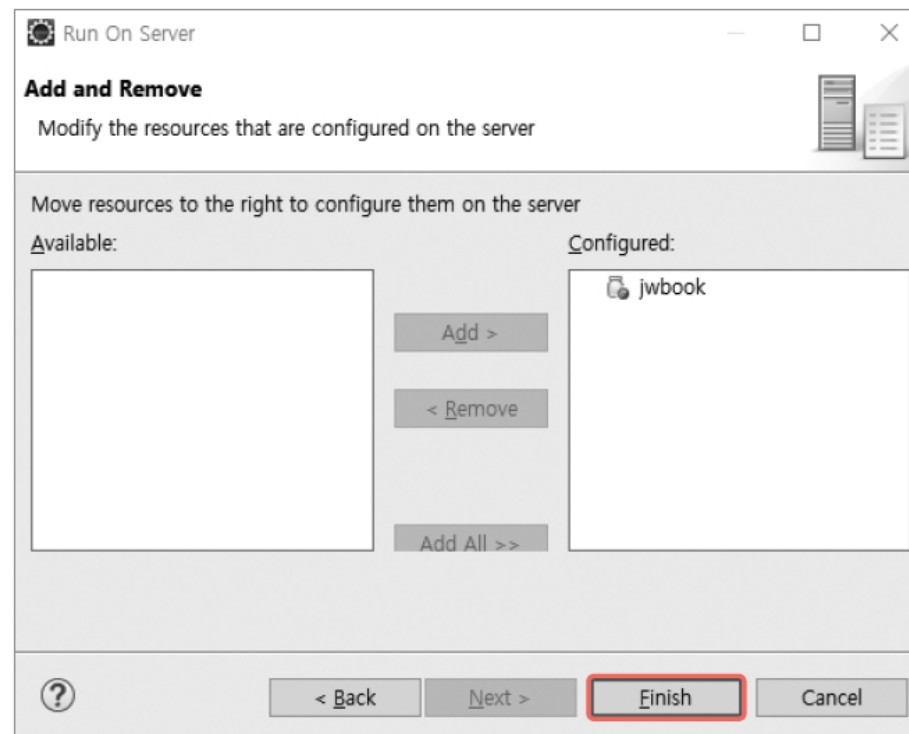 Run On Server
Add and Remove
Modify the resources that are configured on the server
Move resources to the right to configure them on the server
Available:
Configured:
jwbook
Add >
< Remove
Add All >>
?
< Back
Next >
Finish
Cancel